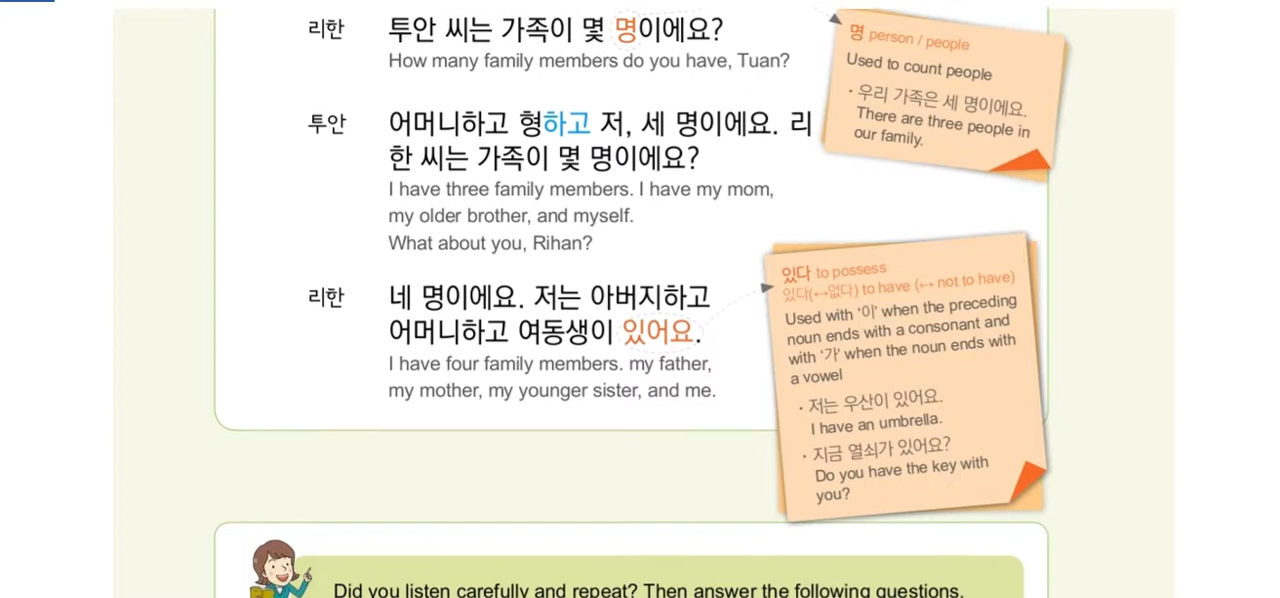 리한
투안 씨는 가족이 몇 명이에요?
How many family members do you have, Tuan?
투안
어머니하고 형하고 저, 세 명이에요. 리
한 씨는 가족이 몇 명이에요?
I have three family members. I have my mom,
my older brother, and myself.
What about you, Rihan?
리한
네 명이에요. 저는 아버지하고
어머니하고 여동생이 있어요.
I have four family members. my father,
my mother, my younger sister, and me.
명 person / people
Used to count people
· 우리 가족은 세 명이에요.
There are three people in
our family.
있다 to possess
있다(↔없다) to have (↔ not to have)
Used with ‘이’ when the preceding
noun ends with a consonant and
with ‘가’ when the noun ends with
a vowel
· 저는 우산이 있어요.
I have an umbrella.
· 지금 열쇠가 있어요?
Do you have the key with
you?
Did you listen carefully and repeat? Then answer the following questions.